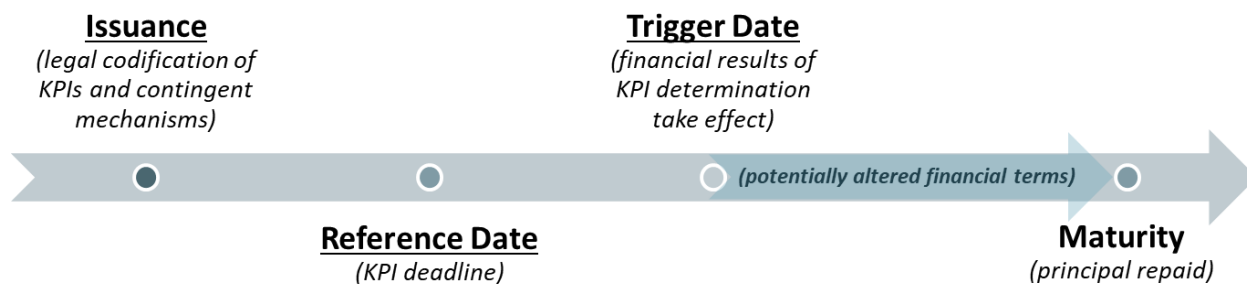 Issuance
(legal codification of
KPIs and contingent
mechanisms)
Trigger Date
(financial results of
KPI determination
take effect)
(potentially altered financial terms)
Reference Date
(KPI deadline)
Maturity
(principal repaid)